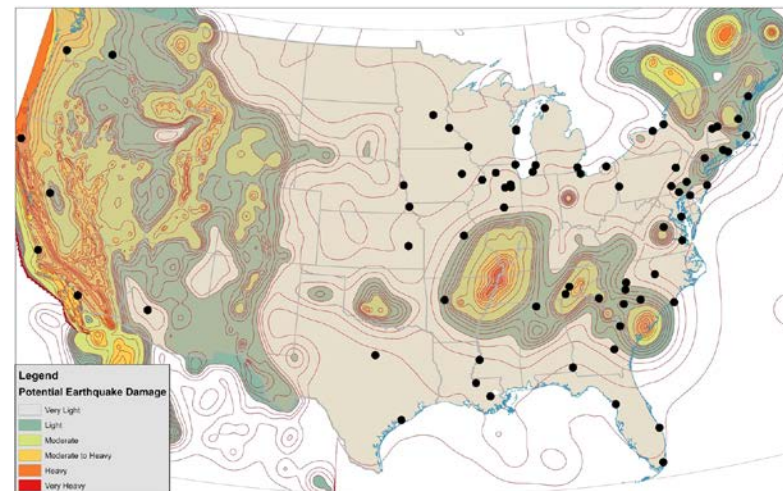 Legend
Potential Earthquake Damage
Very Light
Light
Moderate
Moderate to Heavy
Heavy
Very Heavy